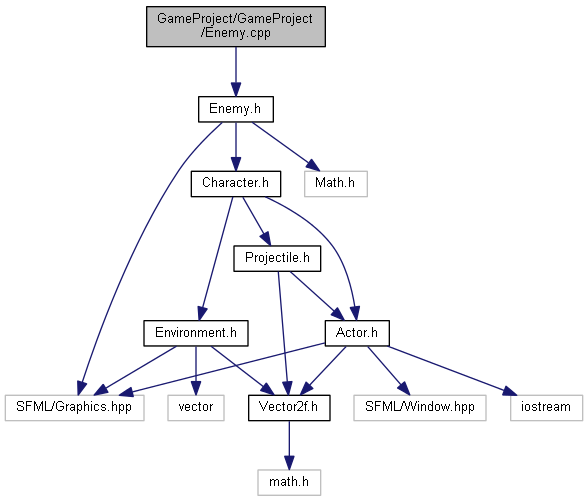 GameProject/GameProject
/Enemy.cpp
Enemy.h
Character.h
Math.h
Projectile.h
Environment.h
Actor.h
SFML/Graphics.hpp
vector
Vector2f.h
SFML/Window.hpp
iostream
math.h